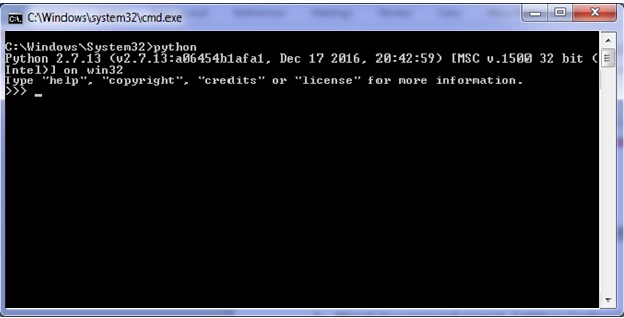 C:\Windows\system32\cmd.exe
C:\Windows\System32>python
Python 2.7.13 (v2.7.13:a06454b1afa1, Dec 17 2016, 20:42:59) [MSC v.1500 32 bit (
Intel)] on win32
Type "help", "copyright", "credits" or "license" for more information.
>>> _